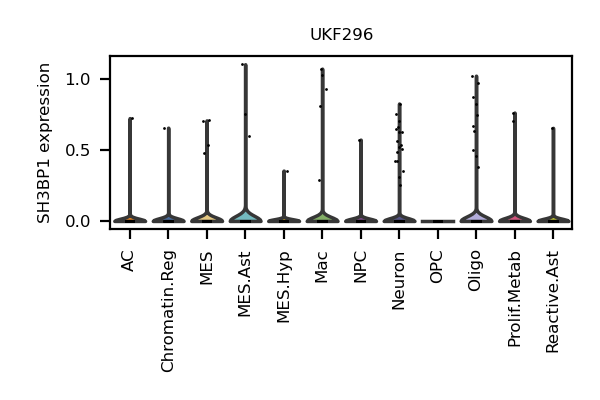 UKF296
SH3BP1 expression
1.0
0.5
0.0
AC
Chromatin.Reg
MES
MES.Ast
MES.Hyp
Mac
NPC
Neuron
OPC
Oligo
Prolif.Metab
Reactive.Ast